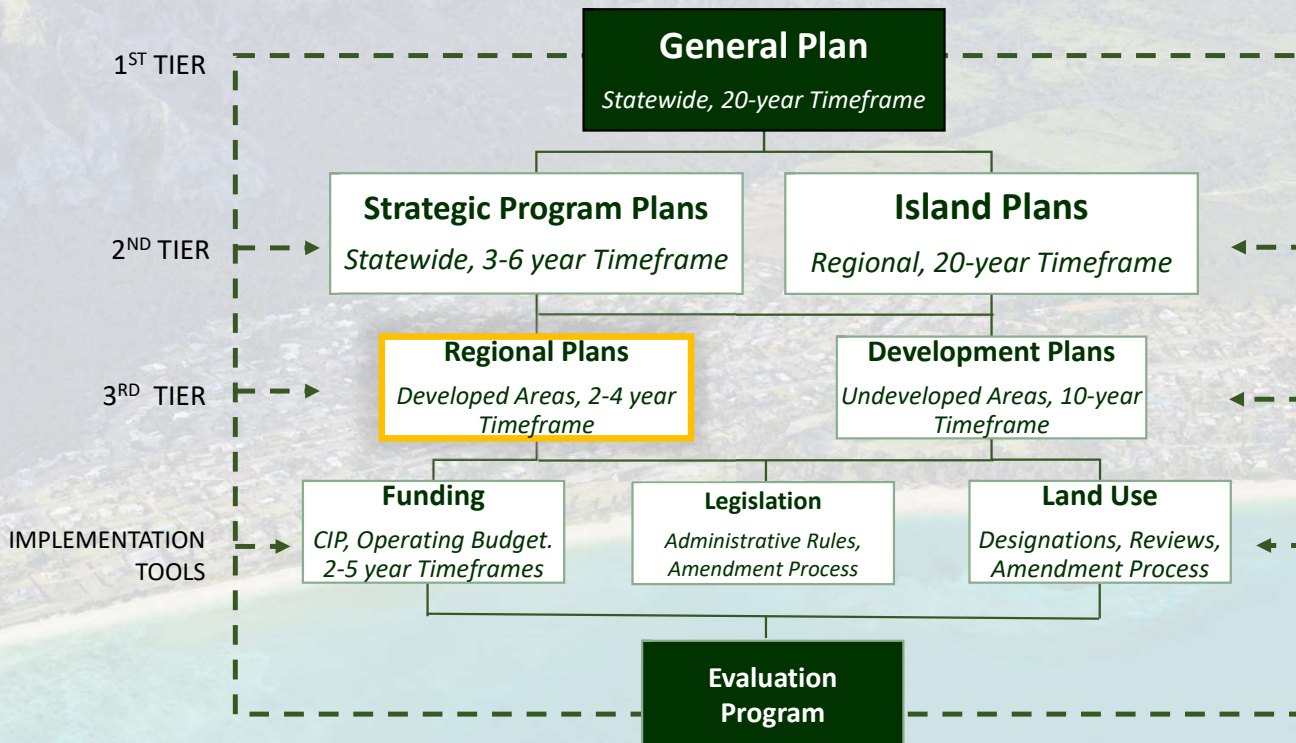 General Plan
1ST TIER
Statewide, 20-year Timeframe
Strategic Program Plans
Statewide, 3-6 year Timeframe
Island Plans
Regional, 20-year Timeframe
2ND TIER
Regional Plans
Developed Areas, 2-4 year
Timeframe
Development Plans
Undeveloped Areas, 10-year
Timeframe
3RD TIER
Funding
CIP, Operating Budget.
2-5 year Timeframes
Legislation
Administrative Rules,
Amendment Process
Land Use
Designations, Reviews,
Amendment Process
IMPLEMENTATION
TOOLS
Evaluation
Program